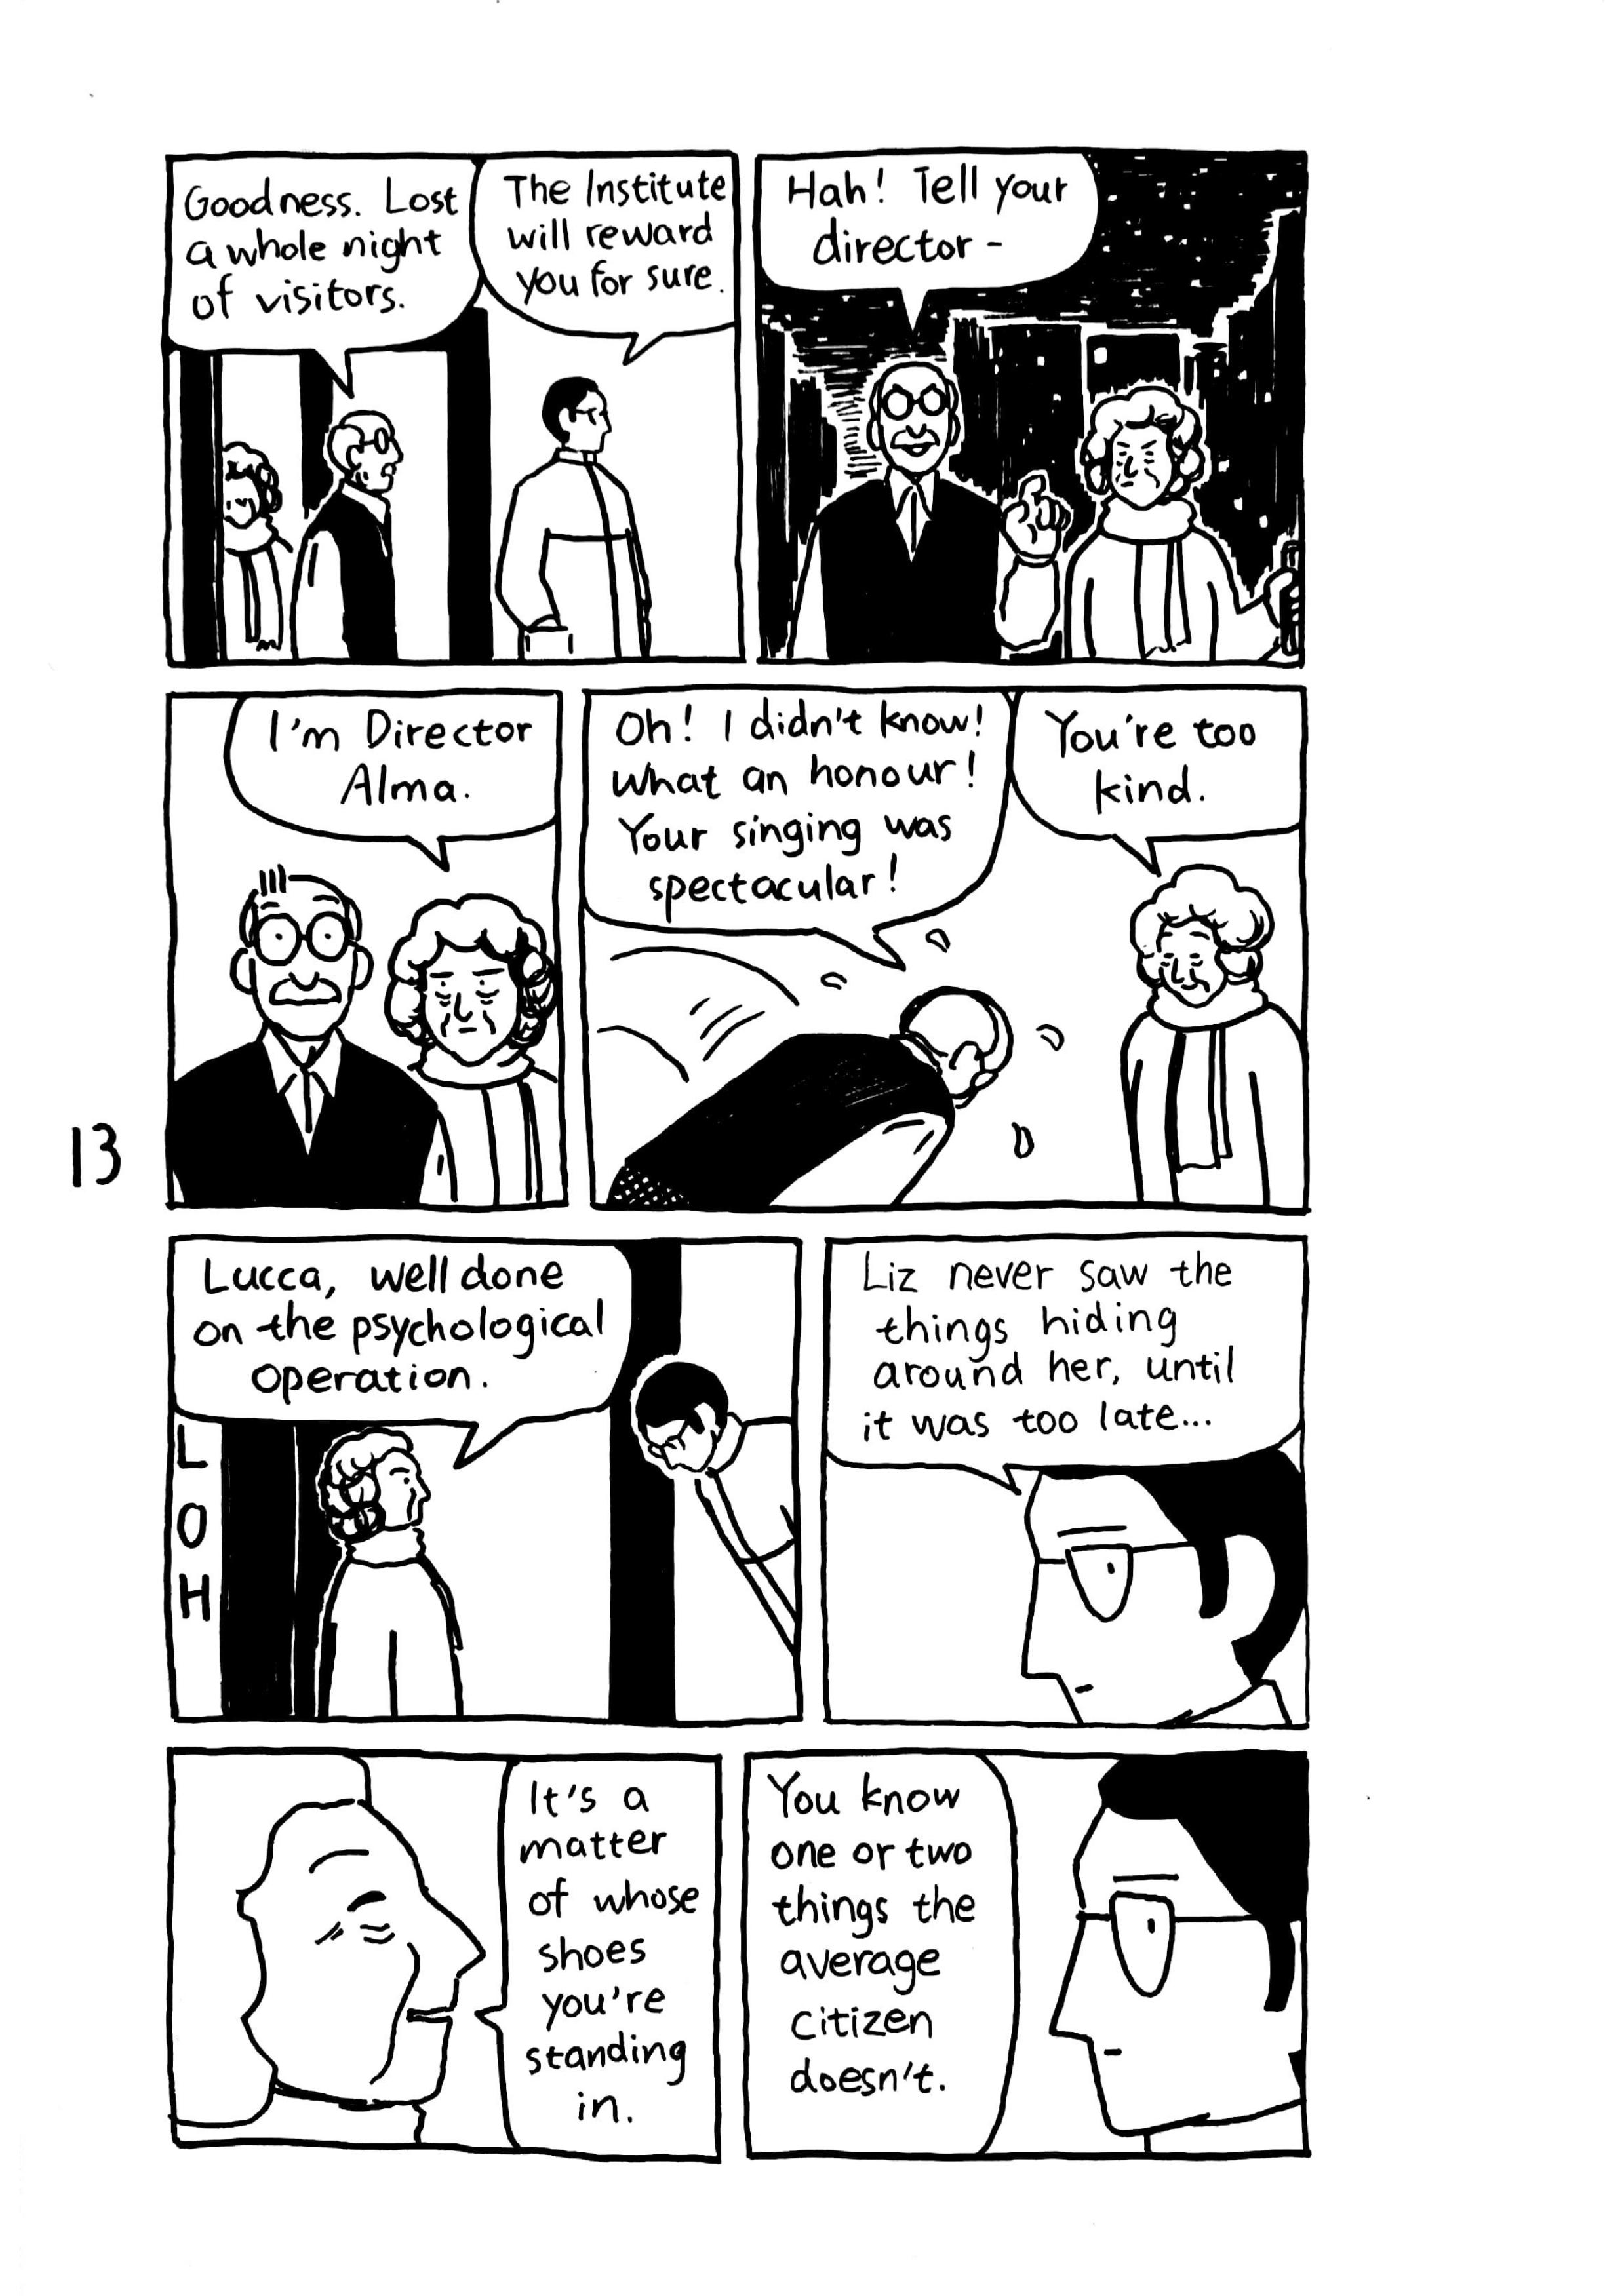 Goodness. Lost
a whole night
of visitors.
The Institute
will reward
you for sure.
Hah! Tell your
director -
I'm Director
Alma.
Oh! I didn't know!
What an honour!
Your singing was
spectacular!
You're too
kind.
13
Lucca, well done
on the psychological
operation.
L
O
H
Liz never saw the
things hiding
around her, until
it was too late...
It's a
matter
of whose
shoes
you're
standing
in.
You know
one or two
things the
average
citizen
doesn't.